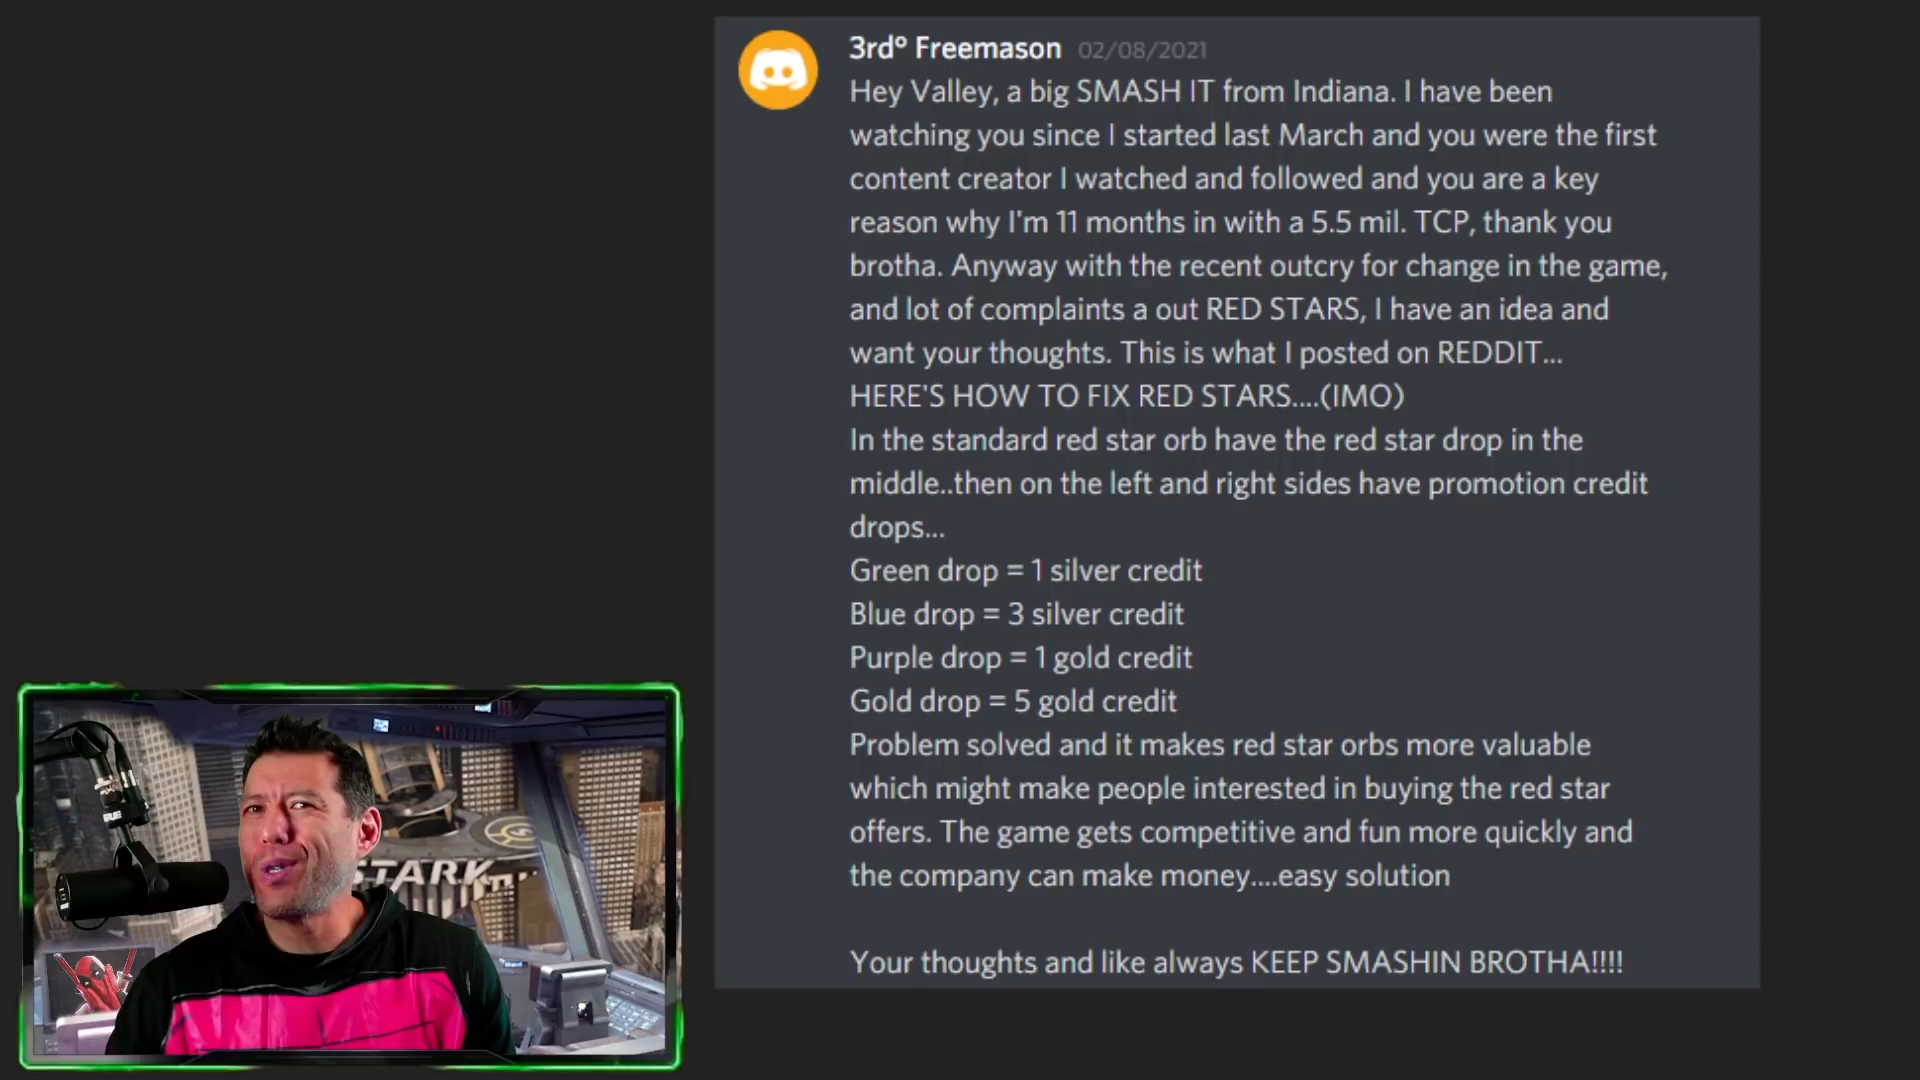 3rd° Freemason 02/08/2021
Hey Valley, a big SMASH IT from Indiana. I have been
watching you since I started last March and you were the first
content creator I watched and followed and you are a key
reason why I'm 11 months in with a 5.5 mil. TCP, thank you
brotha. Anyway with the recent outcry for change in the game,
and lot of complaints a out RED STARS, I have an idea and
want your thoughts. This is what I posted on REDDIT...
HERE'S HOW TO FIX RED STARS....(IMO)
In the standard red star orb have the red star drop in the
middle..then on the left and right sides have promotion credit
drops...
Green drop = 1 silver credit
Blue drop = 3 silver credit
Purple drop = 1 gold credit
Gold drop = 5 gold credit
Problem solved and it makes red star orbs more valuable
which might make people interested in buying the red star
offers. The game gets competitive and fun more quickly and
the company can make money....easy solution
Your thoughts and like always KEEP SMASHIN BROTHA!!!!
STARK